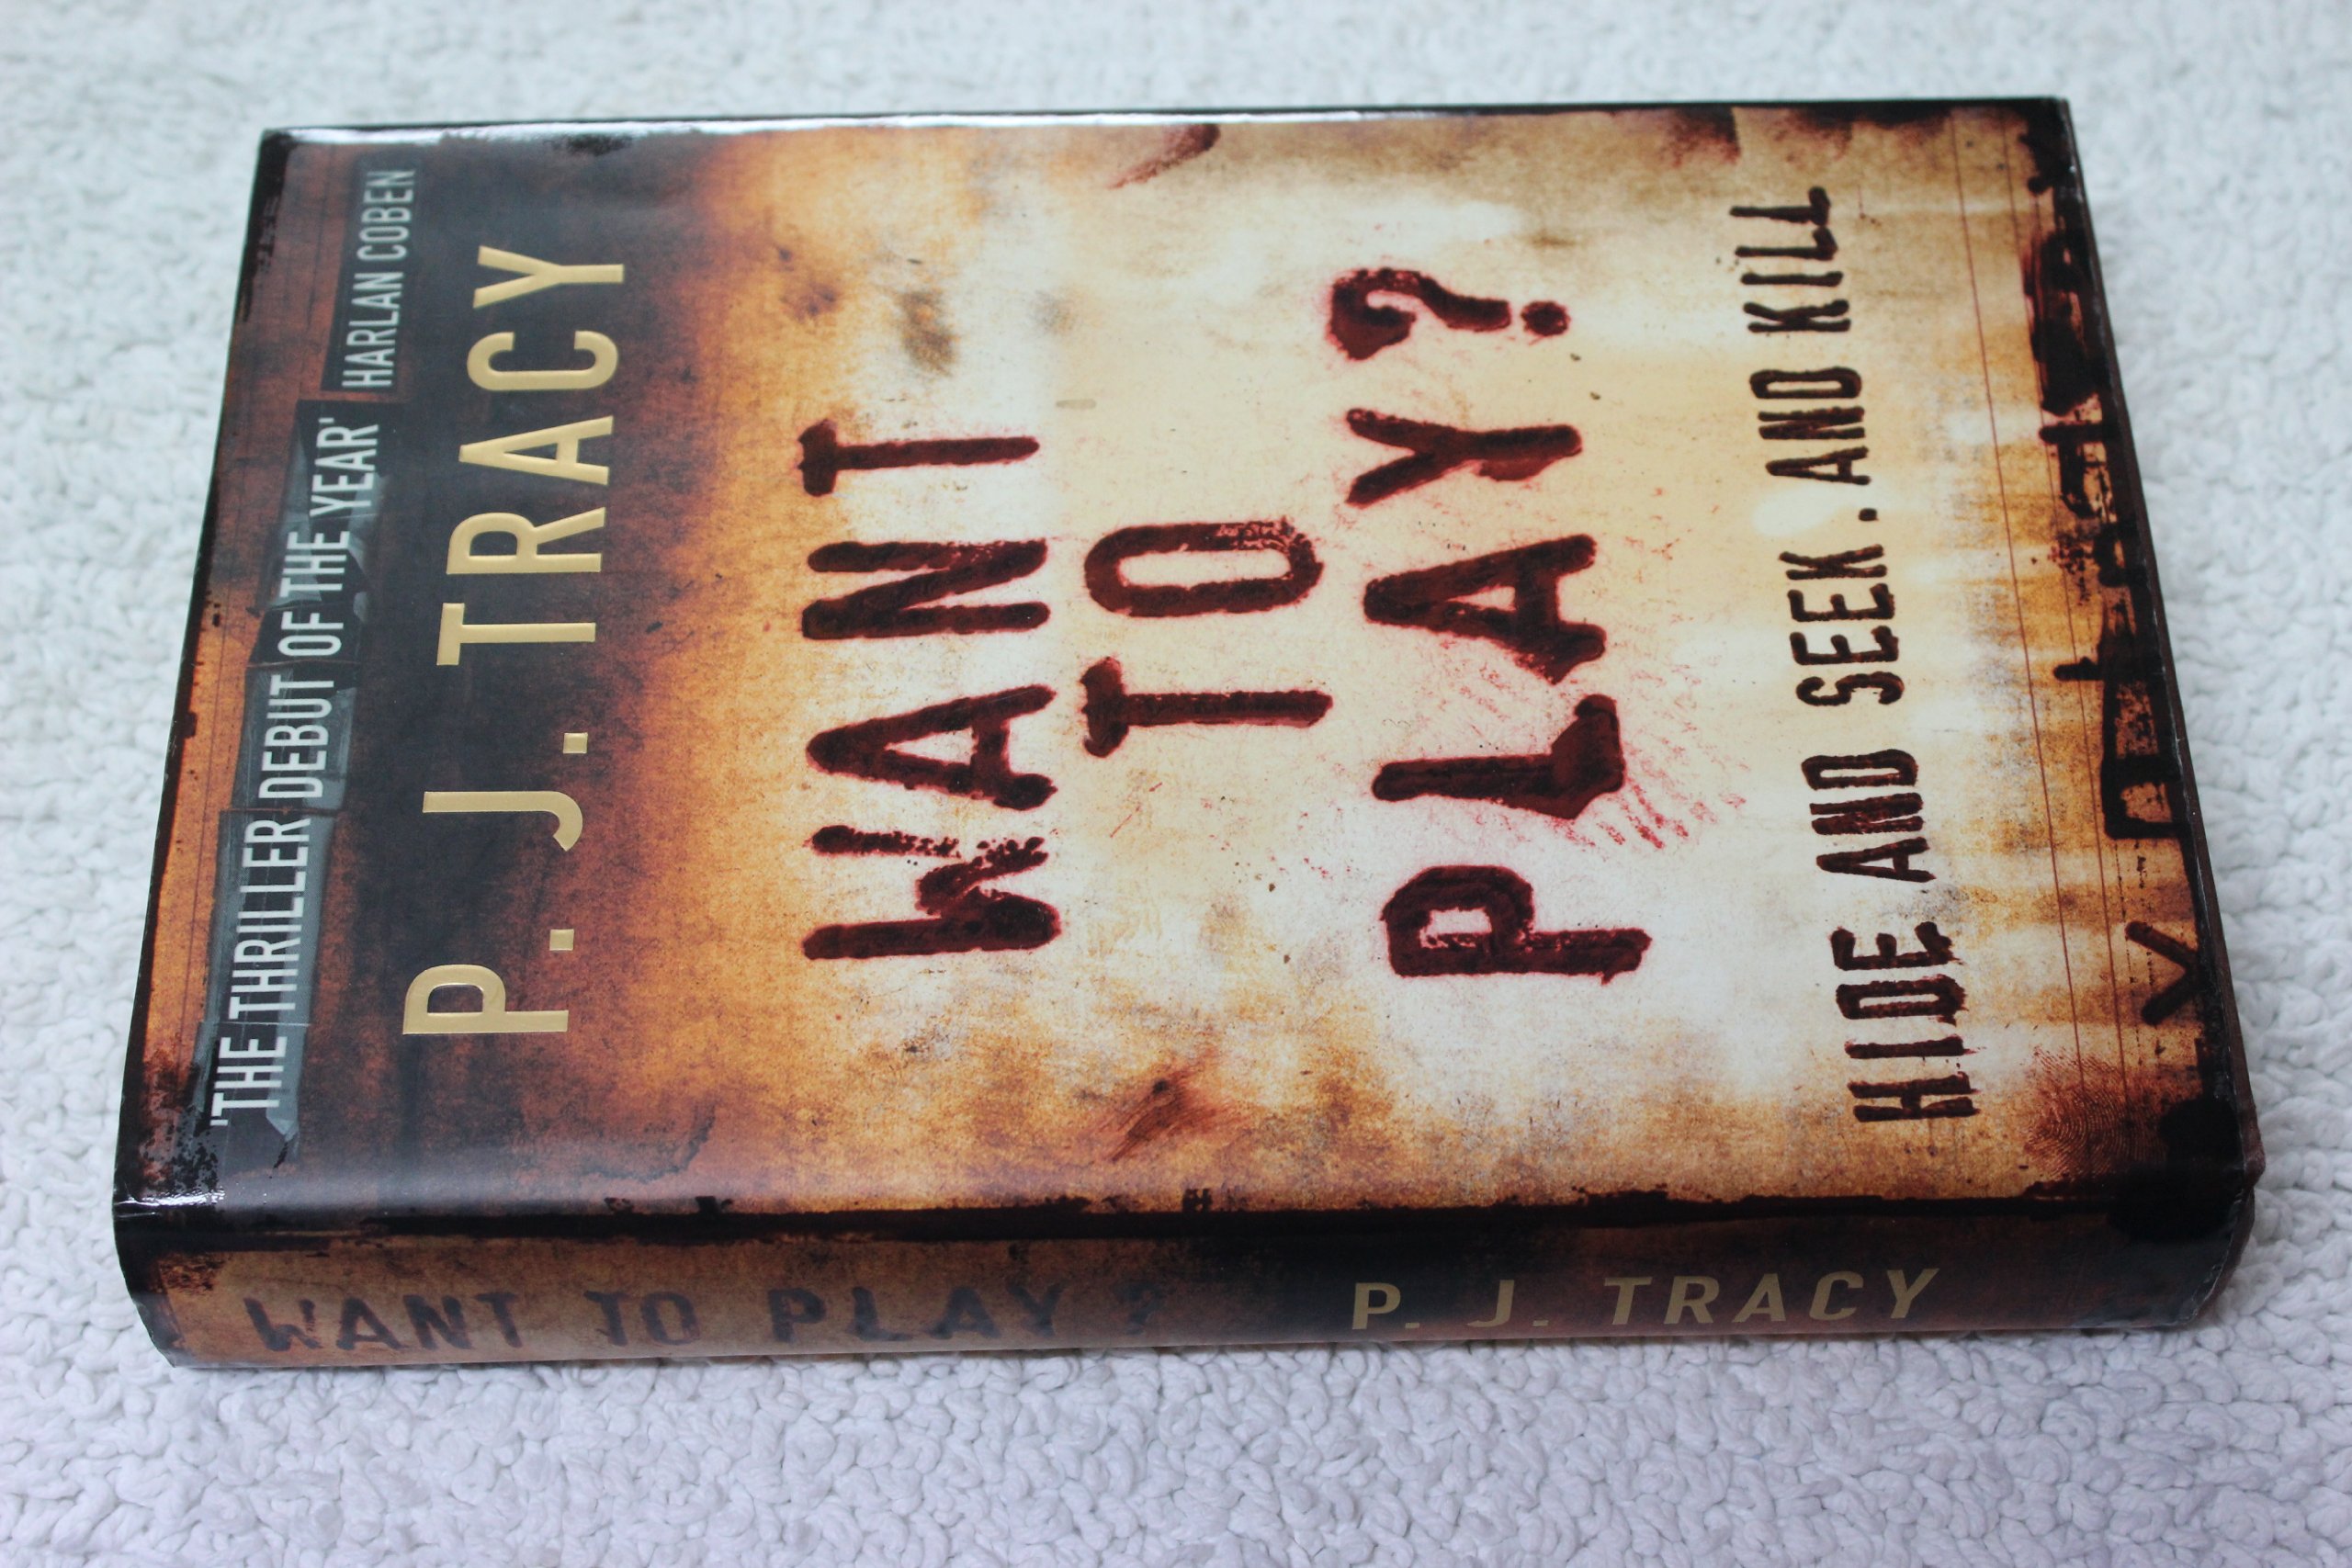 'THE THRILLER DEBUT OF THE YEAR'
HARLAN COBEN
P. J. TRACY
WANT
TO
PLAY?
HIDE AND SEEK. AND KILL
WANT TO PLAY? P. J. TRACY